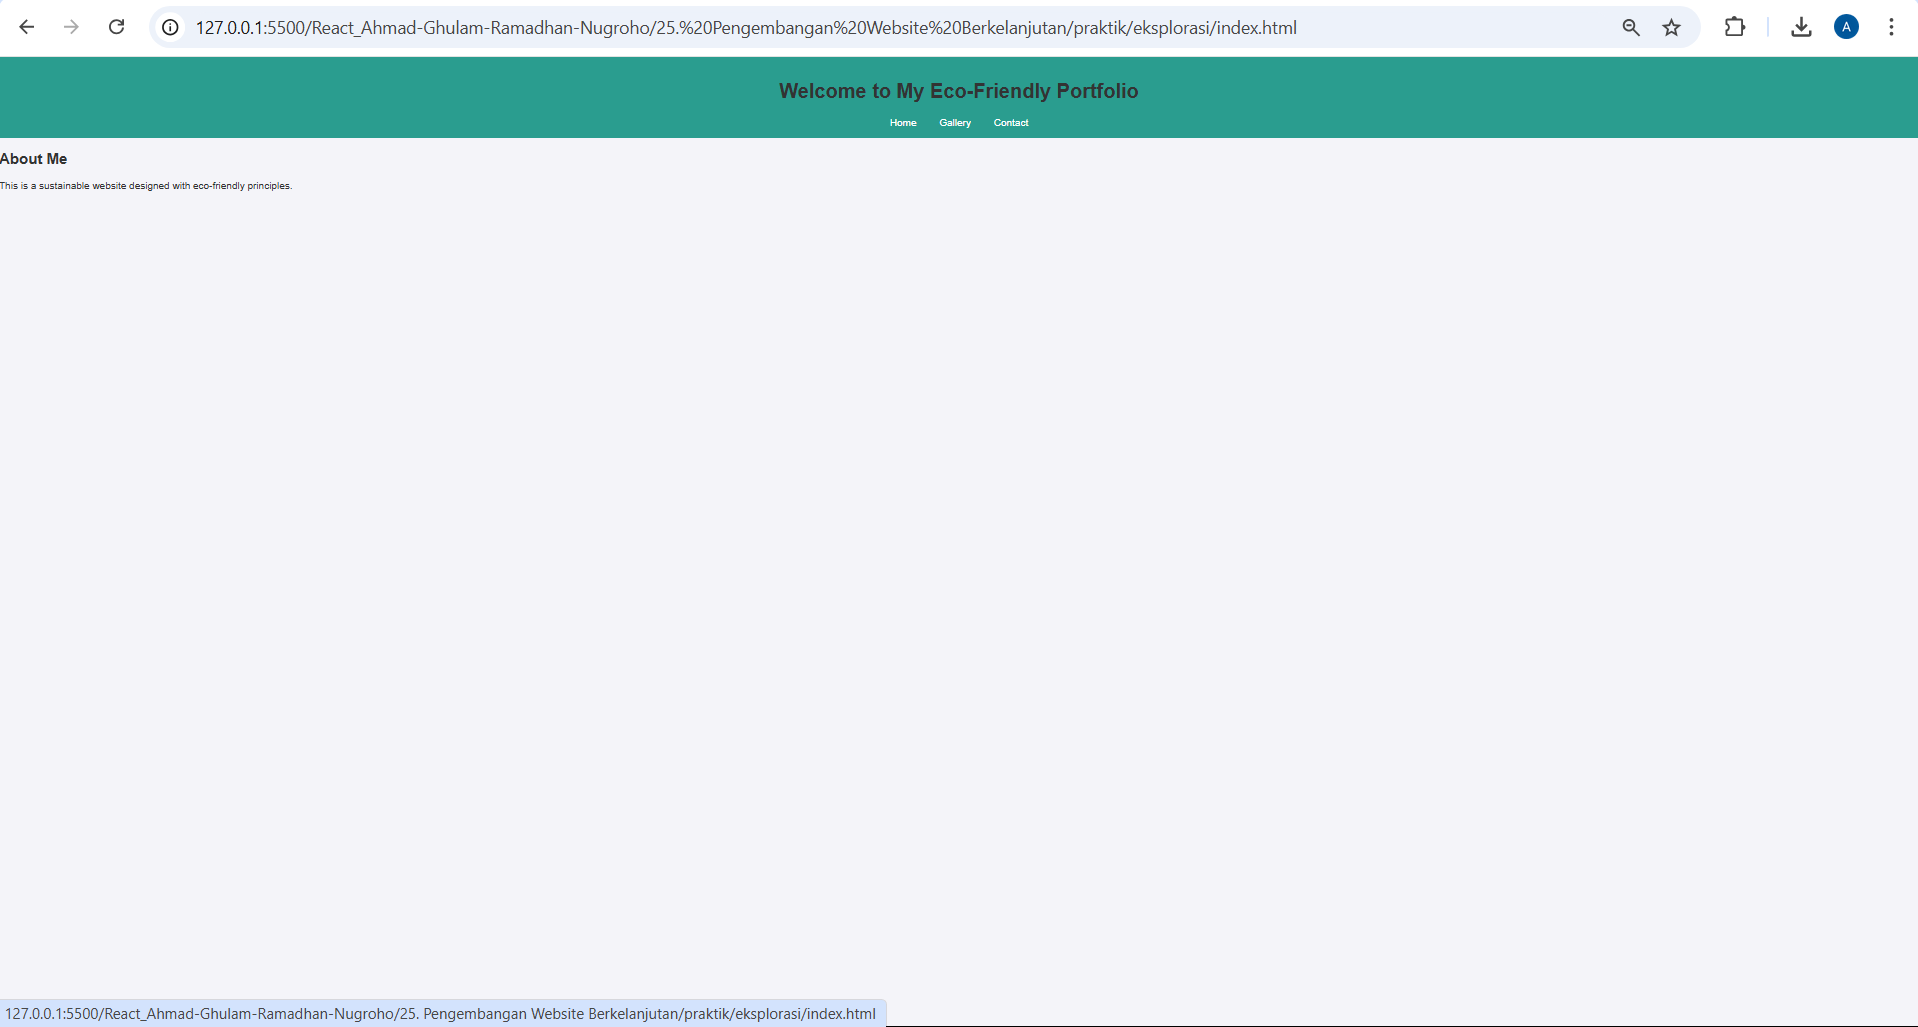 127.0.0.1:5500/React_Ahmad-Ghulam-Ramadhan-Nugroho/25.%20Pengembangan%20Website%20Berkelanjutan/praktik/eksplorasi/index.html
A
Welcome to My Eco-Friendly Portfolio
Home Gallery Contact
About Me
This is a sustainable website designed with eco-friendly principles.
127.0.0.1:5500/React_Ahmad-Ghulam-Ramadhan-Nugroho/25. Pengembangan Website Berkelanjutan/praktik/eksplorasi/index.html